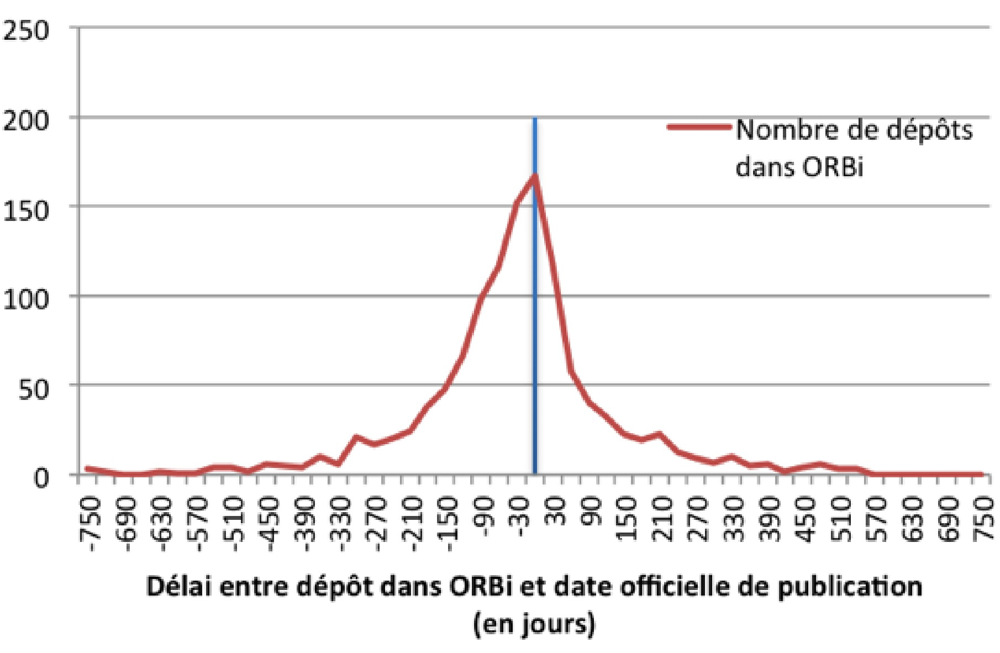 250
200
150
100
50
0
Nombre de dépôts
dans ORBi
-750 -690 -630 -570 -510 -450 -390 -330 -270 -210 -150 -90 -30 30 90 150 210 270 330 390 450 510 570 630 690 750
Délai entre dépôt dans ORBi et date officielle de publication
(en jours)